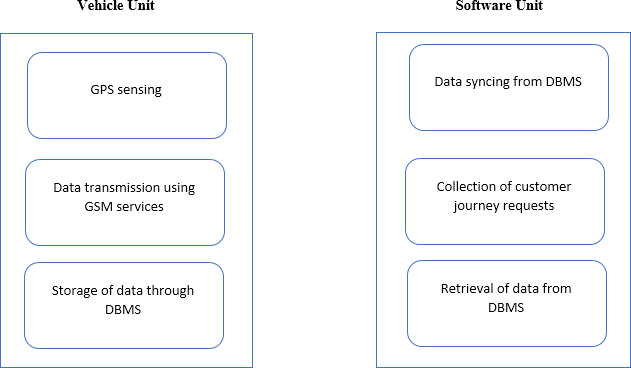 Vehicle Unit
GPS sensing
Data transmission using
GSM services
Storage of data through
DBMS
Software Unit
Data syncing from DBMS
Collection of customer
journey requests
Retrieval of data from
DBMS